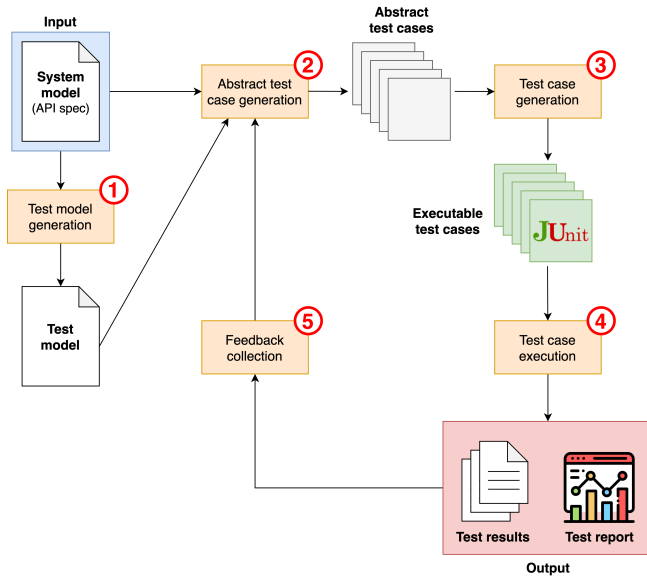 Input
System
model
(API spec)
1
Test model
generation
Test
model
2
Abstract test
case generation
Abstract
test cases
3
Test case
generation
Executable
test cases
JUnit
4
Test case
execution
5
Feedback
collection
Test results
Test report
Output